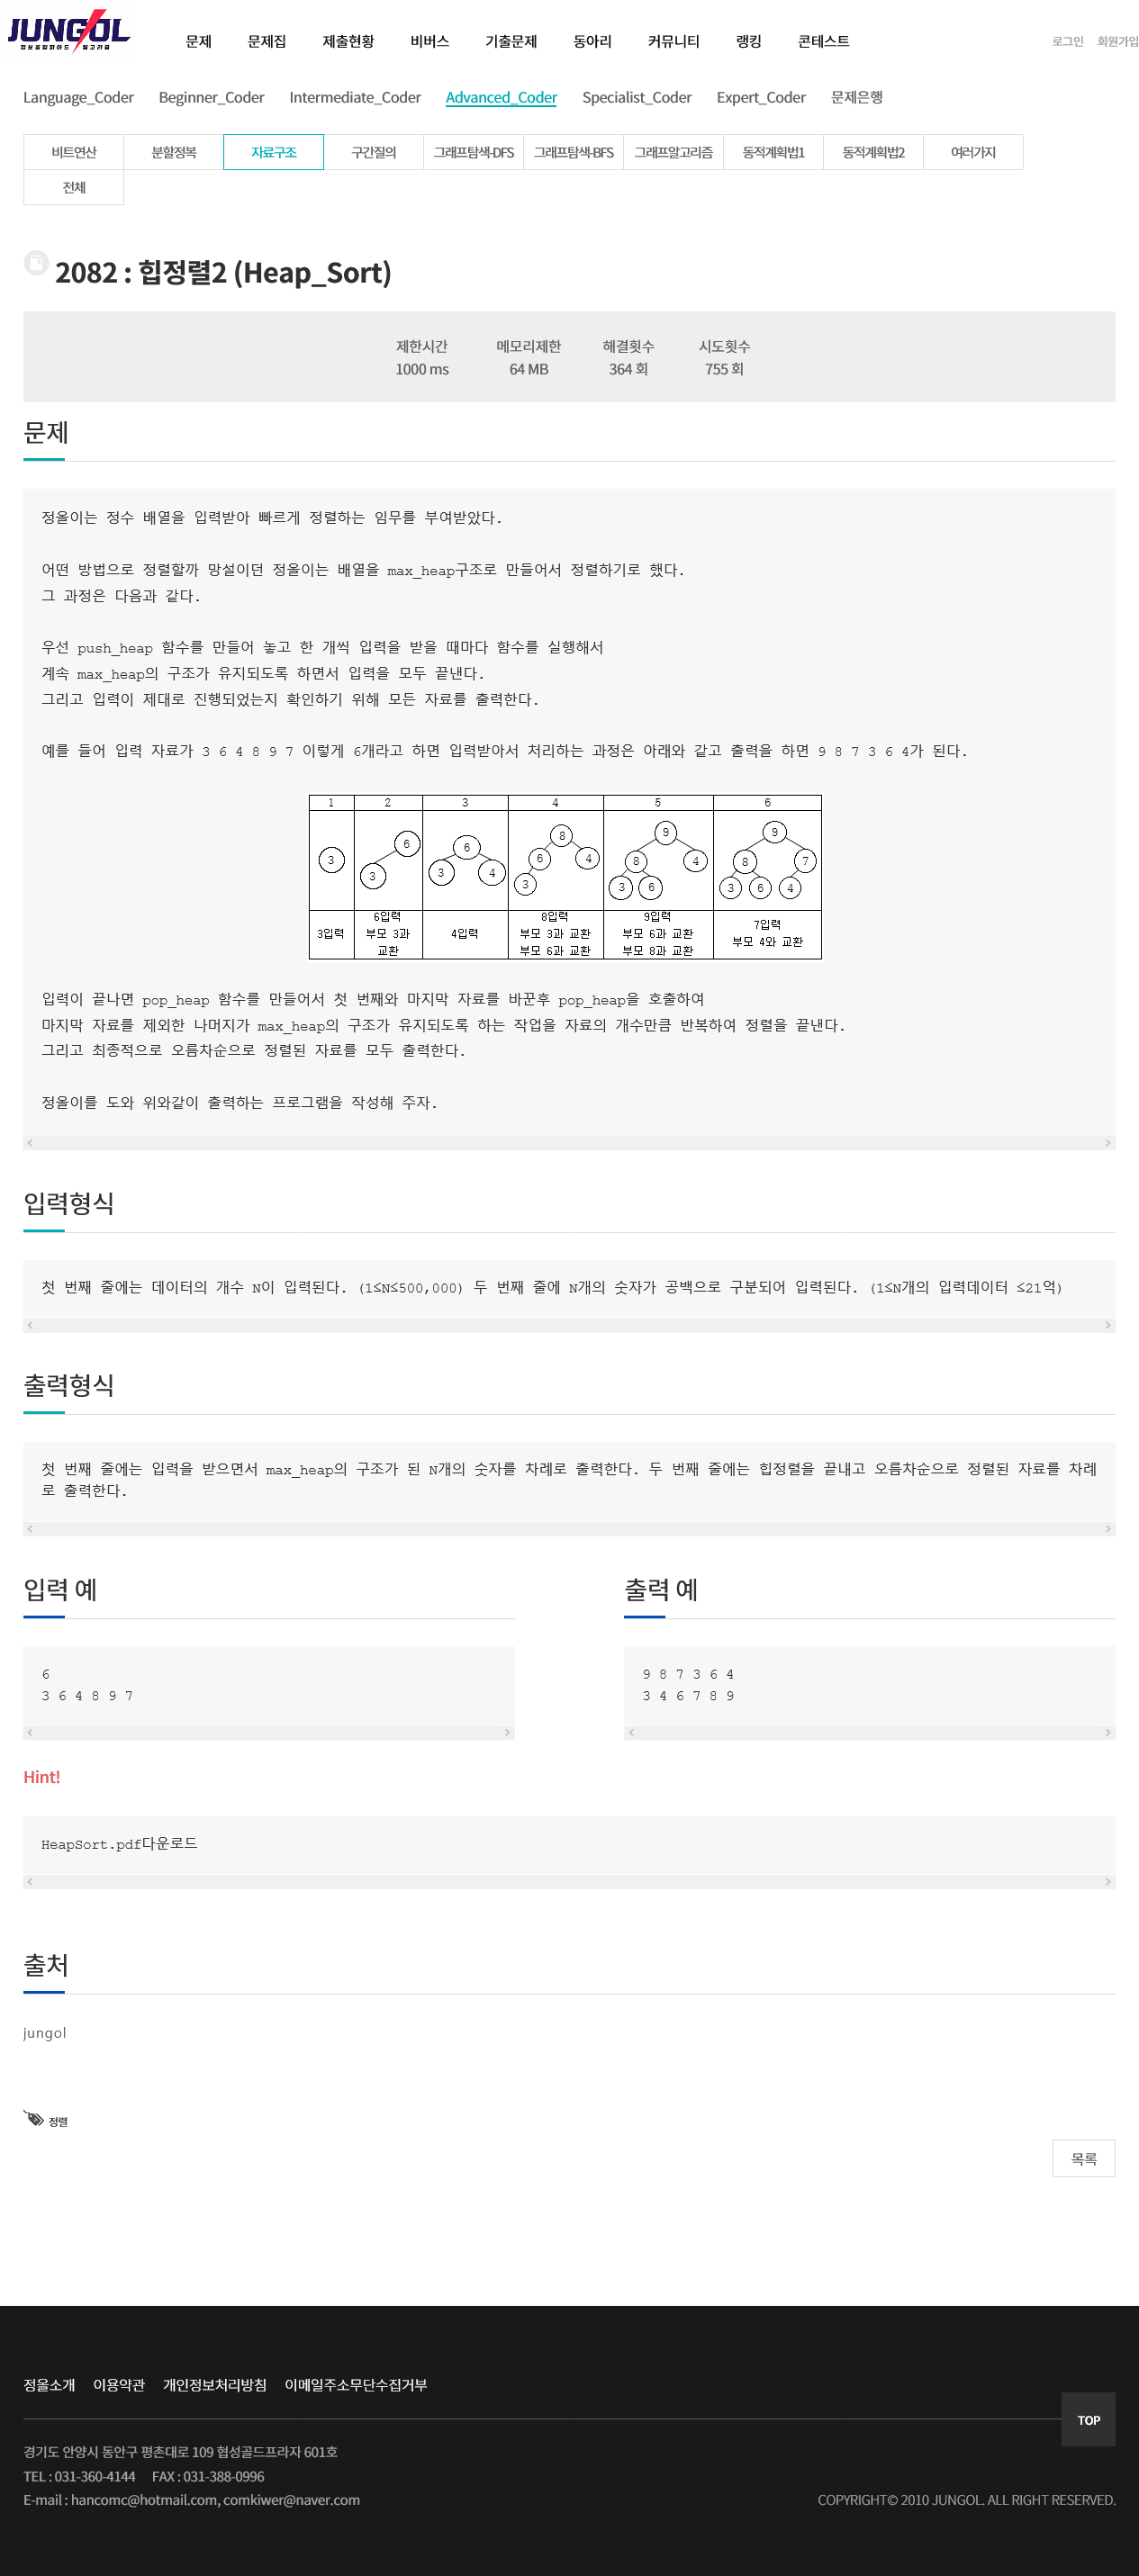 JUNGOL
정보올림피아드 알고리즘
문제 문제집 제출현황 비버스 기출문제 동아리 커뮤니티 랭킹 콘테스트 로그인 회원가입
Language_Coder Beginner_Coder Intermediate_Coder Advanced_Coder Specialist_Coder Expert_Coder 문제은행
비트연산 분할정복 자료구조 구간질의 그래프탐색-DFS 그래프탐색-BFS 그래프알고리즘 동적계획법1 동적계획법2 여러가지
전체
2082 : 힙정렬2 (Heap_Sort)
제한시간 메모리제한 해결횟수 시도횟수
1000 ms 64 MB 364 회 755 회
문제
정올이는 정수 배열을 입력받아 빠르게 정렬하는 임무를 부여받았다.
어떤 방법으로 정렬할까 망설이던 정올이는 배열을 max_heap구조로 만들어서 정렬하기로 했다.
그 과정은 다음과 같다.
우선 push_heap 함수를 만들어 놓고 한 개씩 입력을 받을 때마다 함수를 실행해서
계속 max_heap의 구조가 유지되도록 하면서 입력을 모두 끝낸다.
그리고 입력이 제대로 진행되었는지 확인하기 위해 모든 자료를 출력한다.
예를 들어 입력 자료가 3 6 4 8 9 7 이렇게 6개라고 하면 입력받아서 처리하는 과정은 아래와 같고 출력을 하면 9 8 7 3 6 4가 된다.
1 2 3 4 5 6
3
6
3
6
3 4
8
6 4
3
9
8 4
3 6
9
8 7
3 6 4
3입력
6입력
부모 3과
교환
4입력
8입력
부모 3과 교환
부모 6과 교환
9입력
부모 6과 교환
부모 8과 교환
7입력
부모 4와 교환
입력이 끝나면 pop_heap 함수를 만들어서 첫 번째와 마지막 자료를 바꾼후 pop_heap을 호출하여
마지막 자료를 제외한 나머지가 max_heap의 구조가 유지되도록 하는 작업을 자료의 개수만큼 반복하여 정렬을 끝낸다.
그리고 최종적으로 오름차순으로 정렬된 자료를 모두 출력한다.
정올이를 도와 위와같이 출력하는 프로그램을 작성해 주자.
입력형식
첫 번째 줄에는 데이터의 개수 N이 입력된다. (1≤N≤500,000) 두 번째 줄에 N개의 숫자가 공백으로 구분되어 입력된다. (1≤N개의 입력데이터 ≤21억)
출력형식
첫 번째 줄에는 입력을 받으면서 max_heap의 구조가 된 N개의 숫자를 차례로 출력한다. 두 번째 줄에는 힙정렬을 끝내고 오름차순으로 정렬된 자료를 차례
로 출력한다.
입력 예
6
3 6 4 8 9 7
출력 예
9 8 7 3 6 4
3 4 6 7 8 9
Hint!
HeapSort.pdf다운로드
출처
jungol
정렬
목록
정올소개 이용약관 개인정보처리방침 이메일주소무단수집거부
TOP
경기도 안양시 동안구 평촌대로 109 협성골드프라자 601호
TEL : 031-360-4144 FAX : 031-388-0996
E-mail : hancomc@hotmail.com, comkiwer@naver.com
COPYRIGHT© 2010 JUNGOL. ALL RIGHT RESERVED.